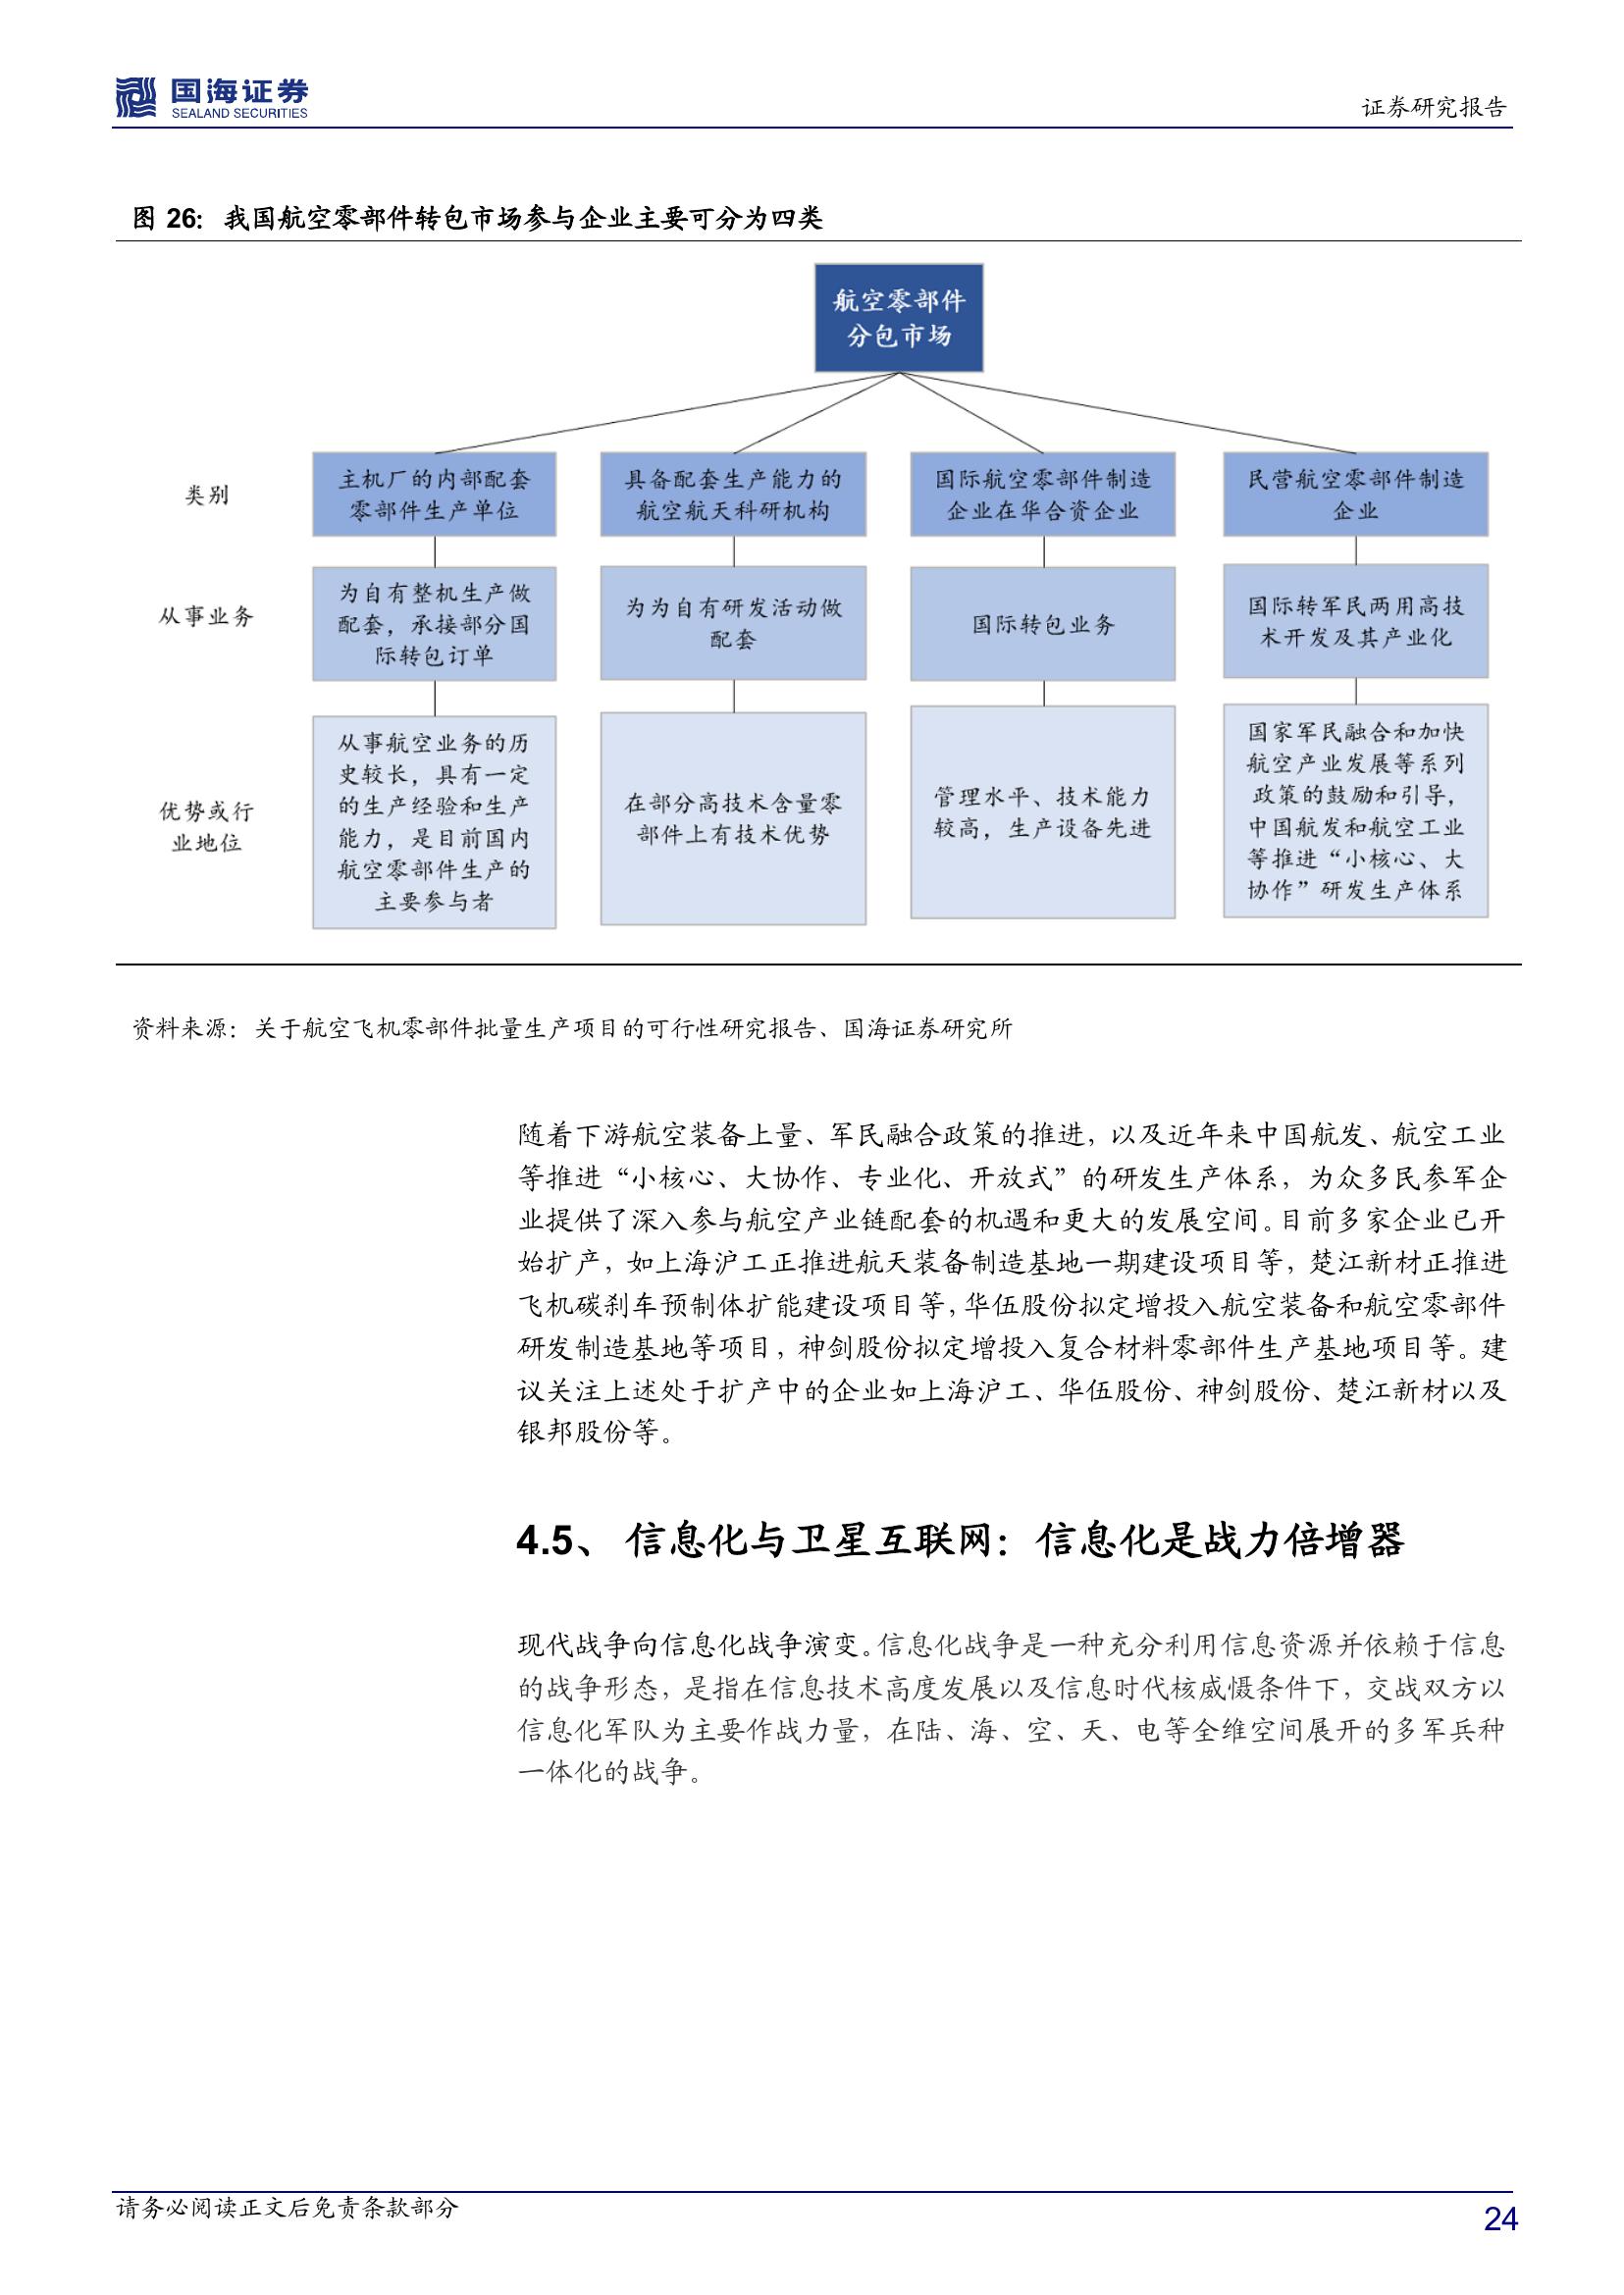 国海证券
SEALAND SECURITIES
证券研究报告
图 26：我国航空零部件转包市场参与企业主要可分为四类
航空零部件
分包市场
类别
主机厂的内部配套
零部件生产单位
具备配套生产能力的
航空航天科研机构
国际航空零部件制造
企业在华合资企业
民营航空零部件制造
企业
从事业务
为自有整机生产做
配套，承接部分国
际转包订单
为为自有研发活动做
配套
国际转包业务
国际转军民两用高技
术开发及其产业化
优势或行
业地位
从事航空业务的历
史较长，具有一定
的生产经验和生产
能力，是目前国内
航空零部件生产的
主要参与者
在部分高技术含量零
部件上有技术优势
管理水平、技术能力
较高，生产设备先进
国家军民融合和加快
航空产业发展等系列
政策的鼓励和引导，
中国航发和航空工业
等推进“小核心、大
协作”研发生产体系
资料来源：关于航空飞机零部件批量生产项目的可行性研究报告、国海证券研究所
随着下游航空装备上量、军民融合政策的推进，以及近年来中国航发、航空工业
等推进“小核心、大协作、专业化、开放式”的研发生产体系，为众多民参军企
业提供了深入参与航空产业链配套的机遇和更大的发展空间。目前多家企业已开
始扩产，如上海沪工正推进航天装备制造基地一期建设项目等，楚江新材正推进
飞机碳刹车预制体扩能建设项目等，华伍股份拟定增投入航空装备和航空零部件
研发制造基地等项目，神剑股份拟定增投入复合材料零部件生产基地项目等。建
议关注上述处于扩产中的企业如上海沪工、华伍股份、神剑股份、楚江新材以及
银邦股份等。
4.5、 信息化与卫星互联网：信息化是战力倍增器
现代战争向信息化战争演变。信息化战争是一种充分利用信息资源并依赖于信息
的战争形态，是指在信息技术高度发展以及信息时代核威慑条件下，交战双方以
信息化军队为主要作战力量，在陆、海、空、天、电等全维空间展开的多军兵种
一体化的战争。
请务必阅读正文后免责条款部分
24